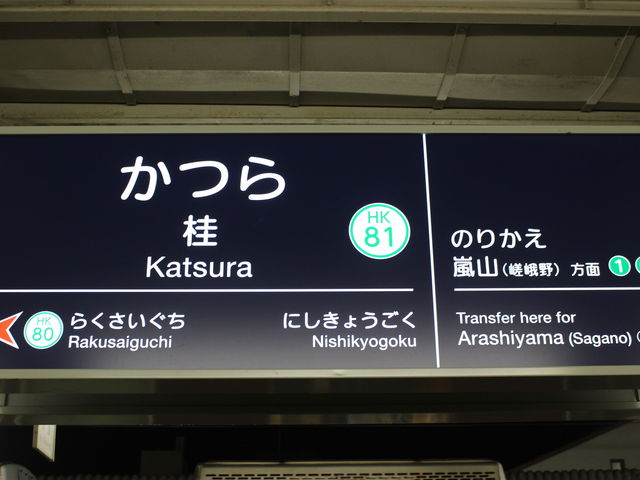 かつら
桂
Katsura
HK
81
HK
80
らくさいぐち
Rakusaiguchi
にしきょうごく
Nishikyogoku
のりかえ
嵐山(嵯峨野) 方面 1
Transfer here for
Arashiyama (Sagano)